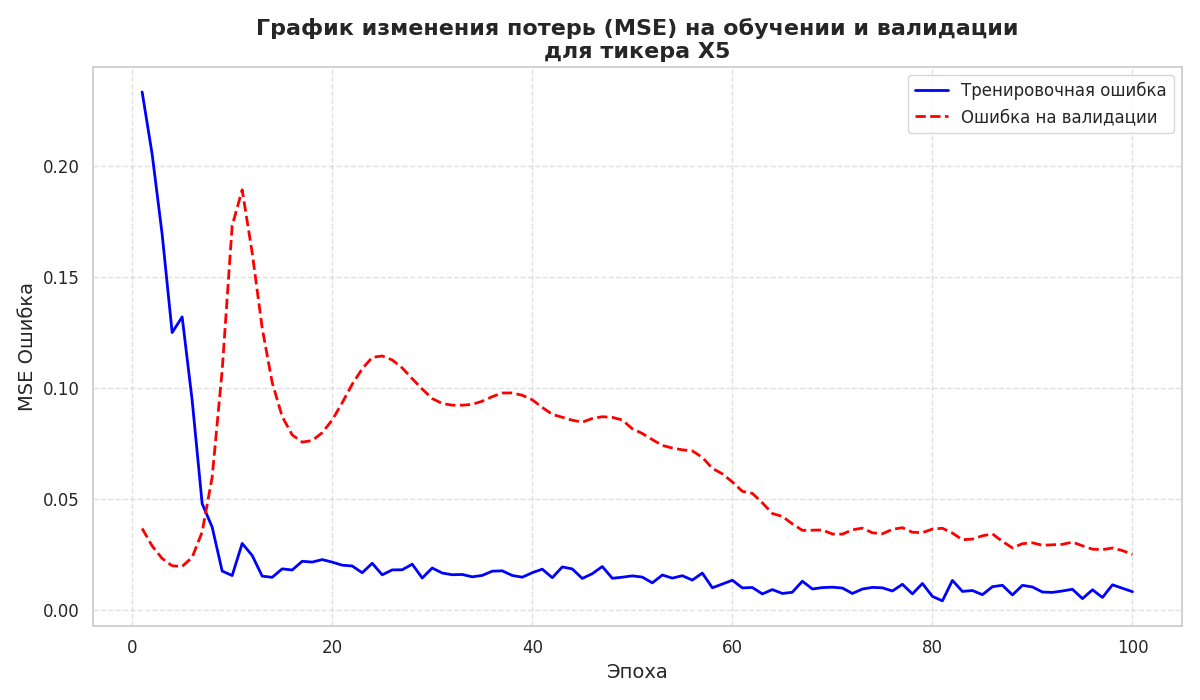 График изменения потерь (MSE) на обучении и валидации
для тикера X5
Тренировочная ошибка
Ошибка на валидации
MSE Ошибка
0.20
0.15
0.10
0.05
0.00
0
20
40
60
80
100
Эпоха